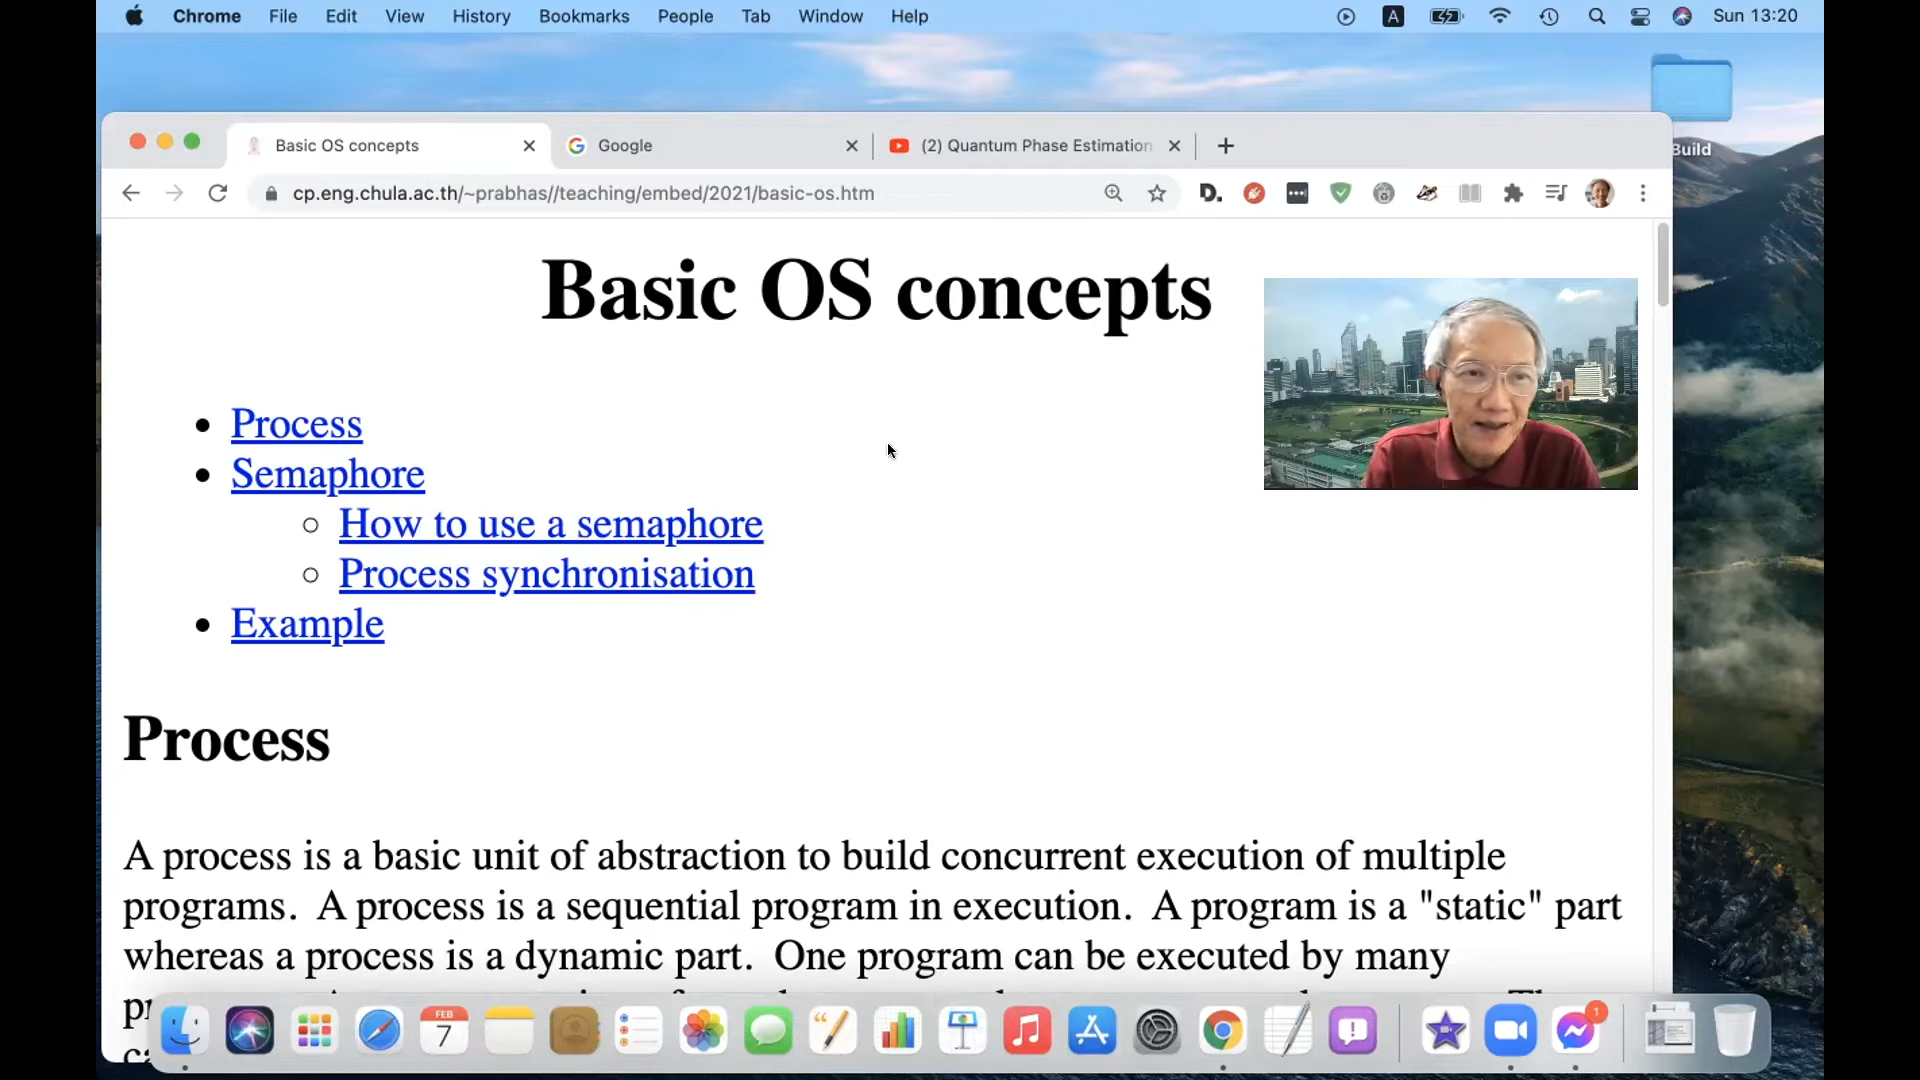 Chrome File Edit View History Bookmarks People Tab Window Help A Sun 13:20
Build
Basic OS concepts Google (2) Quantum Phase Estimation
cp.eng.chula.ac.th/~prabhas//teaching/embed/2021/basic-os.htm D.
Basic OS concepts
Process
Semaphore
How to use a semaphore
Process synchronisation
Example
Process
A process is a basic unit of abstraction to build concurrent execution of multiple
programs. A process is a sequential program in execution. A program is a "static" part
whereas a process is a dynamic part. One program can be executed by many
FEB
7
1